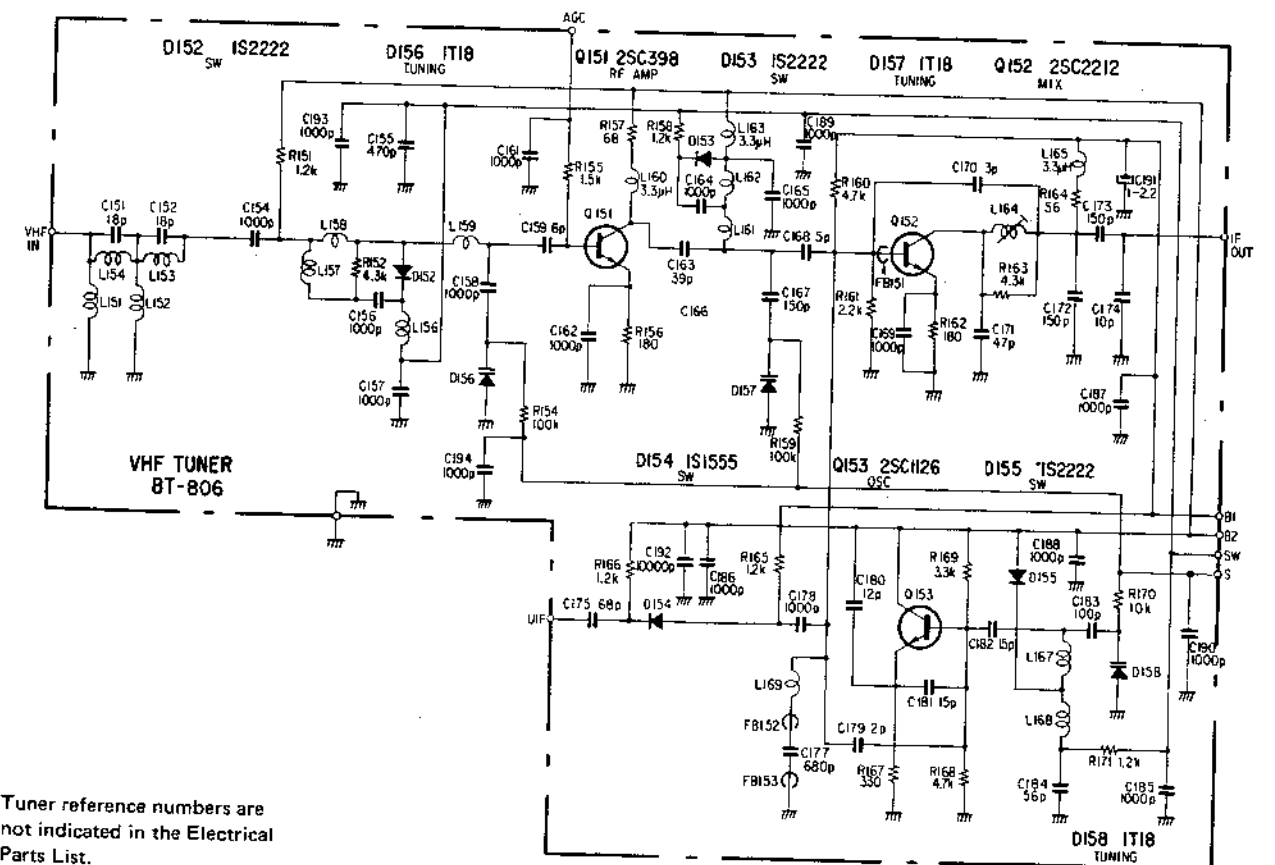 AGC
D152 1S2222
SW
D156 1T18
TUNING
Q151 2SC398
RF AMP
D153 1S2222
SW
D157 1T18
TUNING
Q152 2SC2212
MIX
C193
1000p
C155
470p
R151
1.2k
C161
1000p
R155
1.5k
R157
68
L160
3.3μH
R158
1.2k
D153
L163
3.3μH
C164
1000p
L162
L161
C165
1000p
C189
1000p
R160
4.7k
C170 3p
L165
3.3μH
R164
56
C191
1-2.2
C173
150p
L164
VHF
IN
C151
18p
C152
18p
C154
1000p
L154
L153
L151
L152
L158
L157
R152
4.3k
D152
C156
1000p
L156
C157
1000p
L159
C158
1000p
C159 6p
Q151
D156
R154
100k
C194
1000p
C162
1000p
R156
180
C163
39p
C166
C168 5p
C167
150p
D157
R159
100k
R161
2.2k
FB151
Q152
C169
1000p
R162
180
R163
4.3k
C171
47p
C172
150p
C174
10p
IF
OUT
C187
1000p
VHF TUNER
BT-806
D154 1S1555
SW
Q153 2SC1126
OSC
D155 1S2222
SW
B1
B2
SW
S
R166
1.2k
C192
10000p
C186
1000p
R165
1.2k
C180
12p
R169
3.3k
D155
C188
1000p
UIF
C175 68p
D154
C178
1000p
Q153
C182 15p
C183
100p
R170
10k
L167
D158
C190
1000p
L169
FB152
C177
680p
FB153
C181 15p
C179 2p
R167
330
R168
4.7k
L168
R171 1.2k
C184
56p
C185
1000p
D158 1T18
TUNING
Tuner reference numbers are
not indicated in the Electrical
Parts List.